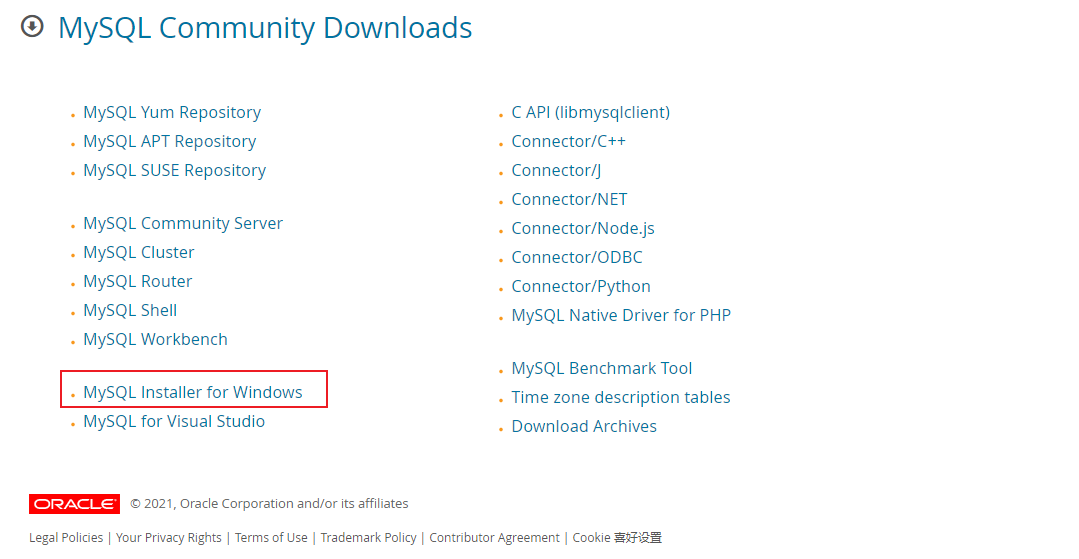 MySQL Community Downloads
MySQL Yum Repository
MySQL APT Repository
MySQL SUSE Repository
MySQL Community Server
MySQL Cluster
MySQL Router
MySQL Shell
MySQL Workbench
MySQL Installer for Windows
MySQL for Visual Studio
C API (libmysqlclient)
Connector/C++
Connector/J
Connector/NET
Connector/Node.js
Connector/ODBC
Connector/Python
MySQL Native Driver for PHP
MySQL Benchmark Tool
Time zone description tables
Download Archives
ORACLE® © 2021, Oracle Corporation and/or its affiliates
Legal Policies | Your Privacy Rights | Terms of Use | Trademark Policy | Contributor Agreement | Cookie 喜好设置